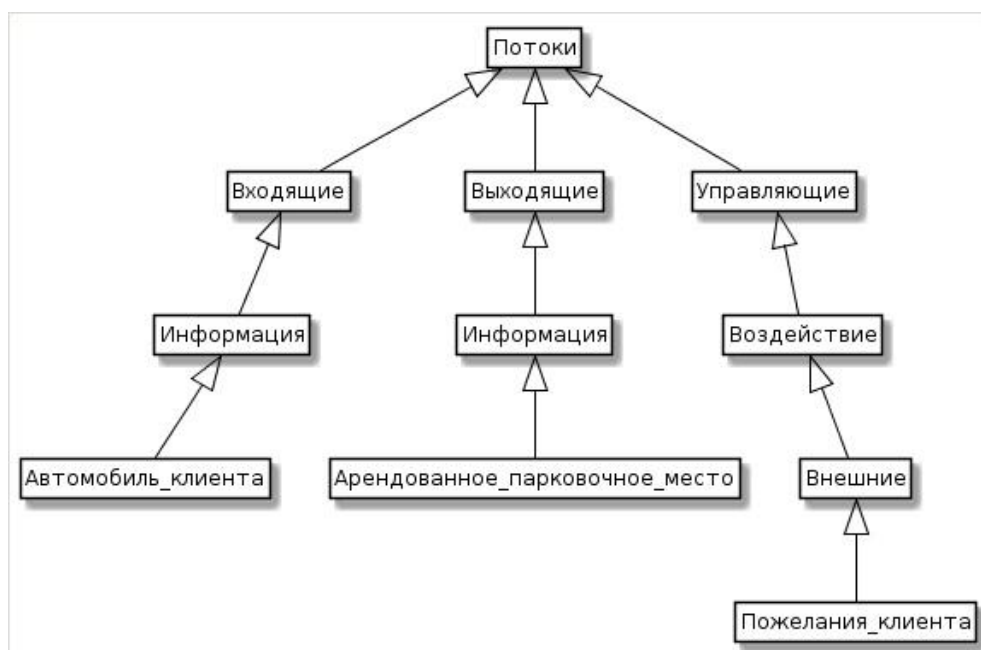 Потоки
Входящие
Выходящие
Управляющие
Информация
Информация
Воздействие
Автомобиль_клиента
Арендованное_парковочное_место
Внешние
Пожелания_клиента